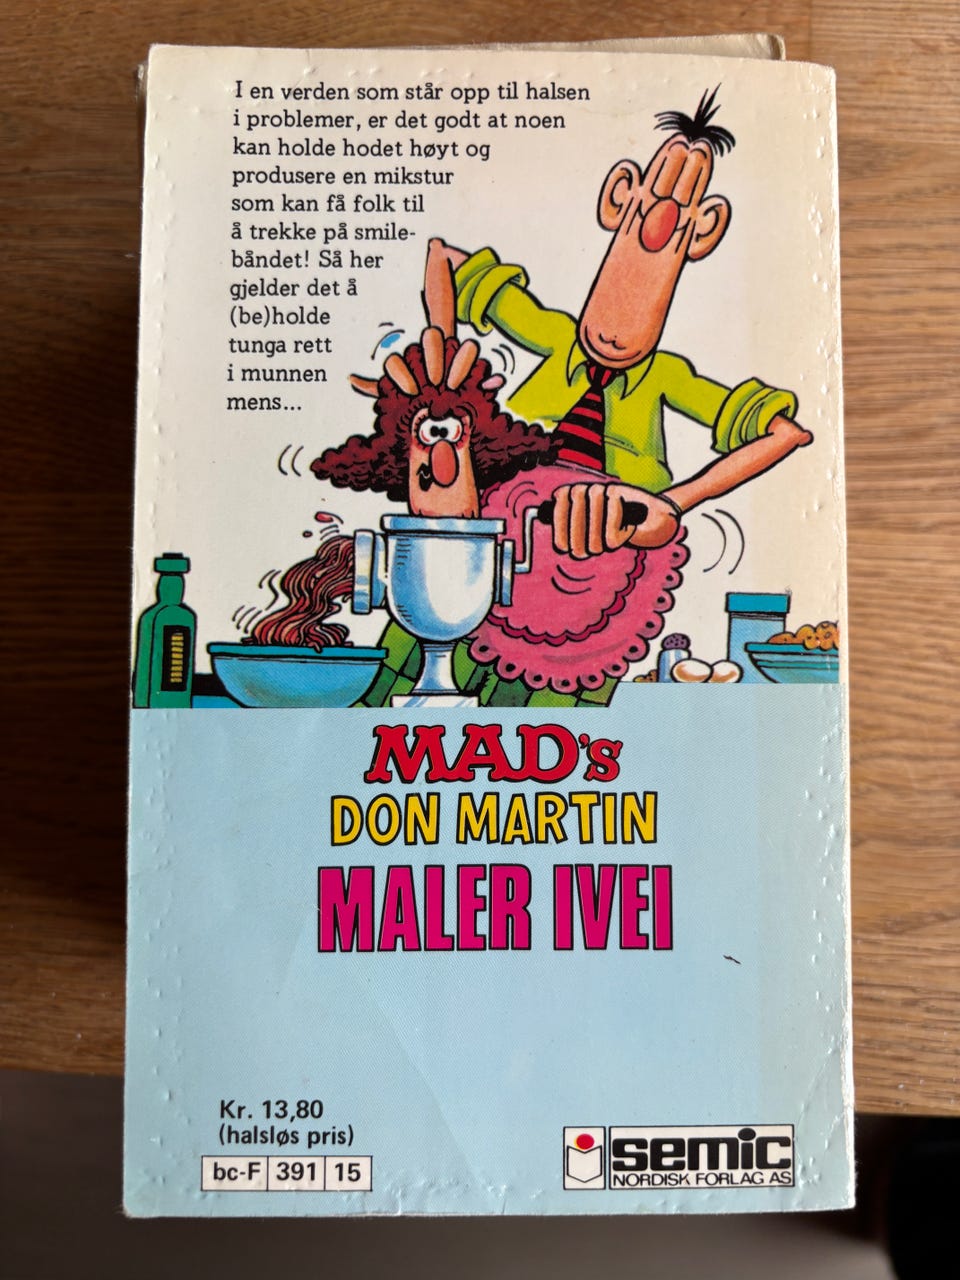 I en verden som står opp til halsen
i problemer, er det godt at noen
kan holde hodet høyt og
produsere en mikstur
som kan få folk til
å trekke på smile-
båndet! Så her
gjelder det å
(be)holde
tunga rett
i munnen
mens...
MAD's
DON MARTIN
MALER IVEI
Kr. 13,80
(halsløs pris)
bc-F 391 15
semic
NORDISK FORLAG AS